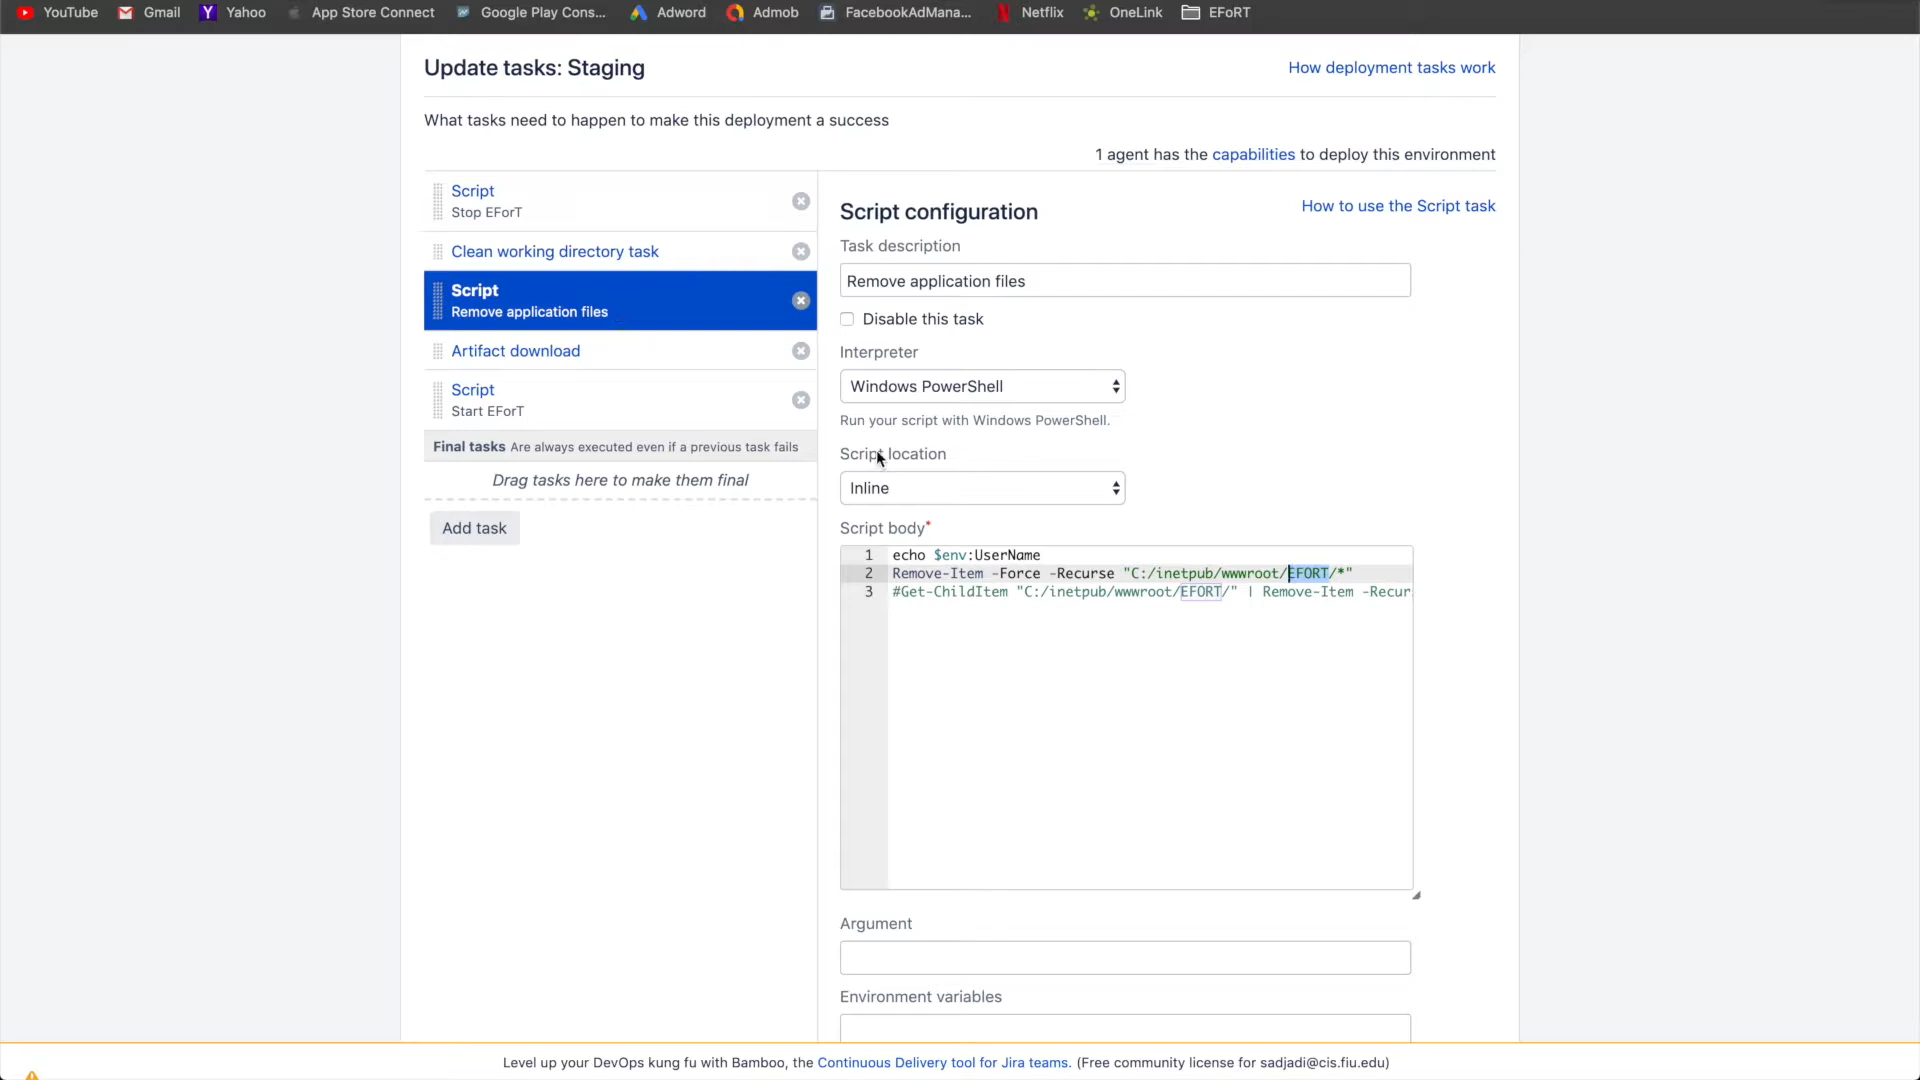 YouTube Gmail Yahoo App Store Connect Google Play Cons... Adword Admob FacebookAdMana... Netflix OneLink EFoRT
Update tasks: Staging
How deployment tasks work
What tasks need to happen to make this deployment a success
1 agent has the capabilities to deploy this environment
Script
Stop EForT
Clean working directory task
Script
Remove application files
Artifact download
Script
Start EForT
Final tasks Are always executed even if a previous task fails
Drag tasks here to make them final
Add task
Script configuration
How to use the Script task
Task description
Remove application files
Disable this task
Interpreter
Windows PowerShell
Run your script with Windows PowerShell.
Script location
Inline
Script body*
1 echo $env:UserName
2 Remove-Item -Force -Recurse "C:/inetpub/wwwroot/EFORT/*"
3 #Get-ChildItem "C:/inetpub/wwwroot/EFORT/" | Remove-Item -Recur
Argument
Environment variables
Level up your DevOps kung fu with Bamboo, the Continuous Delivery tool for Jira teams. (Free community license for sadjadi@cis.fiu.edu)